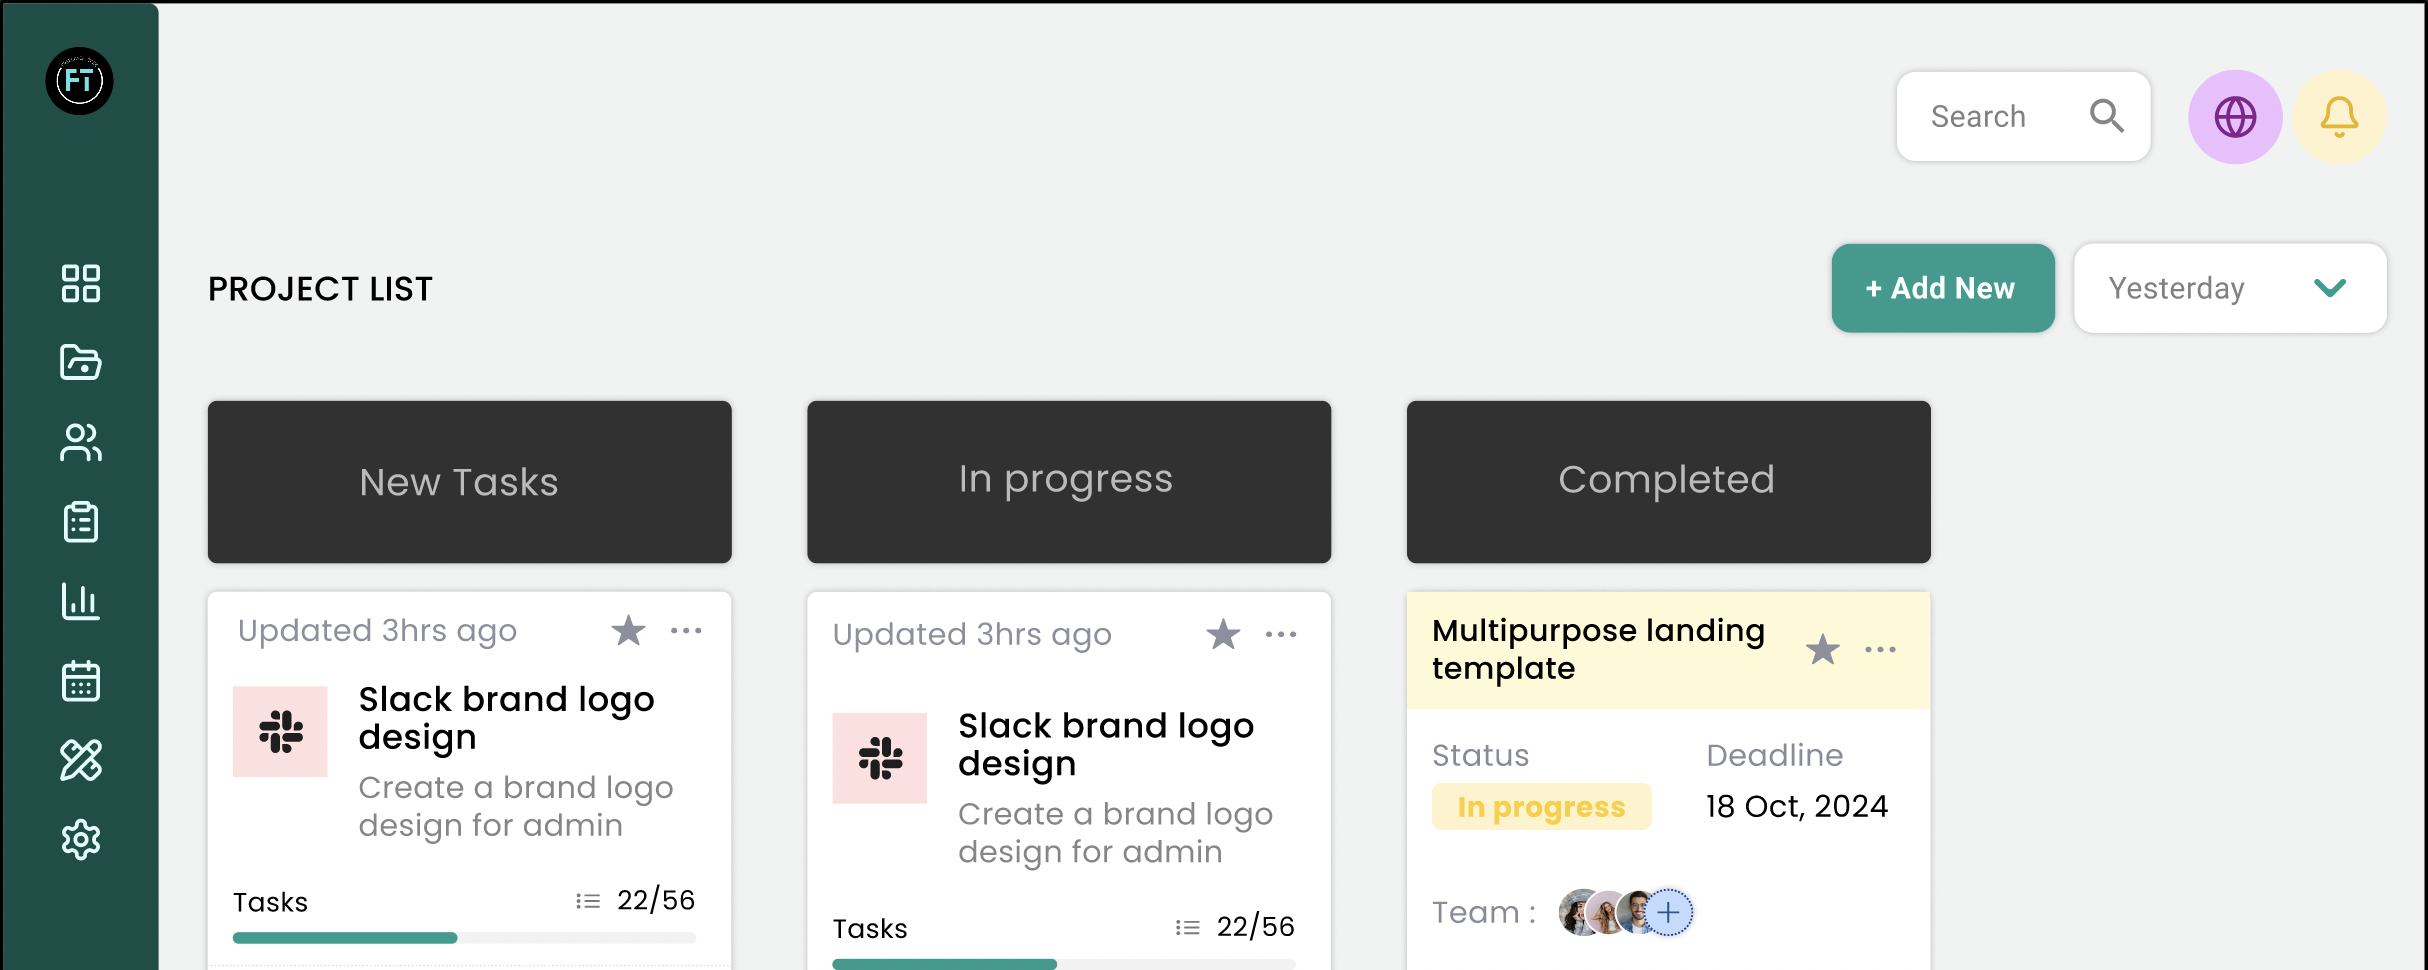 FT
Search
PROJECT LIST
+ Add New
Yesterday
New Tasks
In progress
Completed
Updated 3hrs ago
Slack brand logo
design
Create a brand logo
design for admin
Tasks
22/56
Updated 3hrs ago
Slack brand logo
design
Create a brand logo
design for admin
Tasks
22/56
Multipurpose landing
template
Status
Deadline
In progress
18 Oct, 2024
Team :